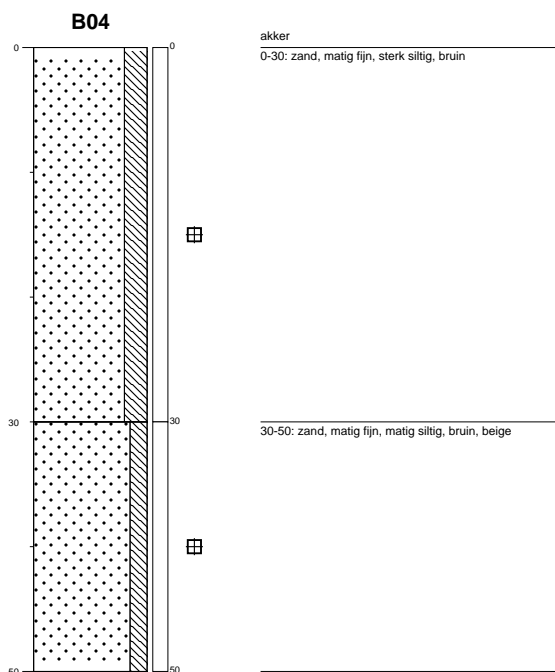 B04
0
0
akker
0-30: zand, matig fijn, sterk siltig, bruin
30
30
30-50: zand, matig fijn, matig siltig, bruin, beige
50
50